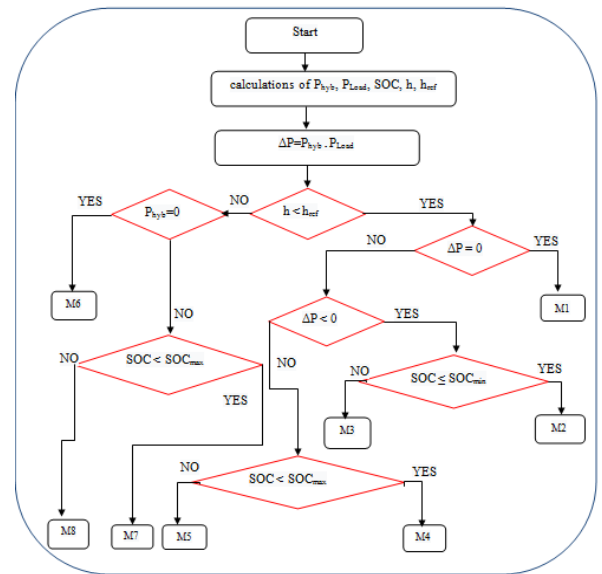 Start
calculations of Phyb, PLoad, SOC, h, href
ΔP=Phyb . PLoad
YES
Phyb=0
NO
h < href
YES
NO
ΔP = 0
YES
M6
M1
NO
ΔP < 0
YES
NO
SOC < SOCmax
NO
NO
SOC ≤ SOCmin
YES
YES
M3
M2
NO
SOC < SOCmax
YES
M8
M7
M5
M4